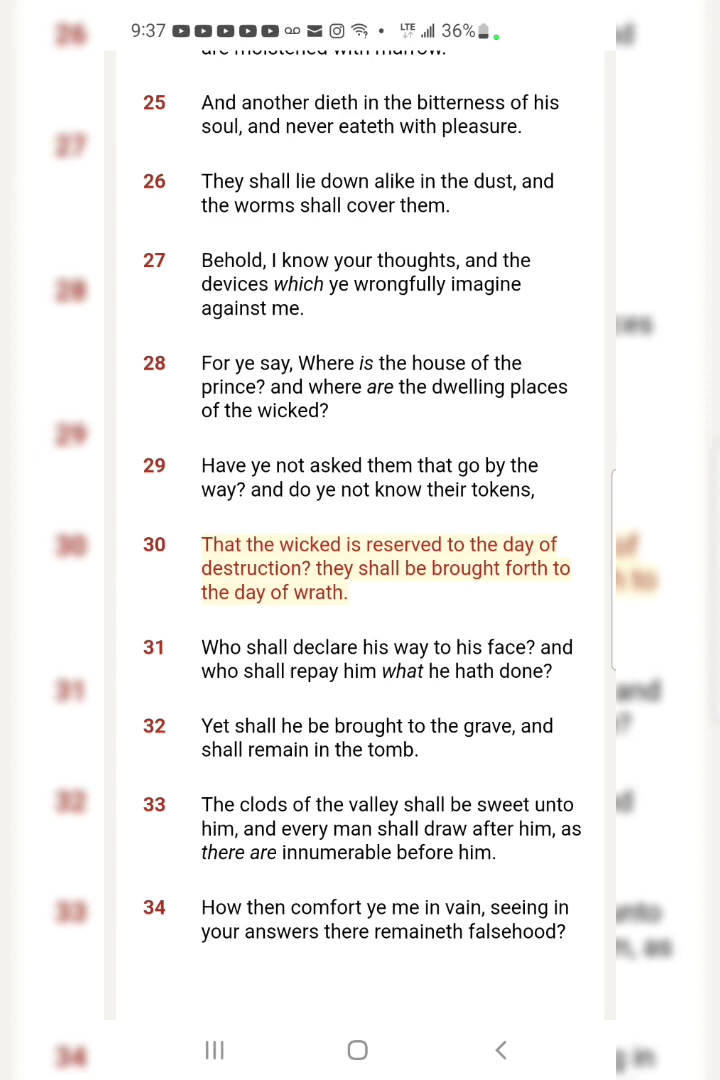 9:37
LTE
36%
are moistened with marrow.
25 And another dieth in the bitterness of his
soul, and never eateth with pleasure.
26 They shall lie down alike in the dust, and
the worms shall cover them.
27 Behold, I know your thoughts, and the
devices which ye wrongfully imagine
against me.
28 For ye say, Where is the house of the
prince? and where are the dwelling places
of the wicked?
29 Have ye not asked them that go by the
way? and do ye not know their tokens,
30 That the wicked is reserved to the day of
destruction? they shall be brought forth to
the day of wrath.
31 Who shall declare his way to his face? and
who shall repay him what he hath done?
32 Yet shall he be brought to the grave, and
shall remain in the tomb.
33 The clods of the valley shall be sweet unto
him, and every man shall draw after him, as
there are innumerable before him.
34 How then comfort ye me in vain, seeing in
your answers there remaineth falsehood?